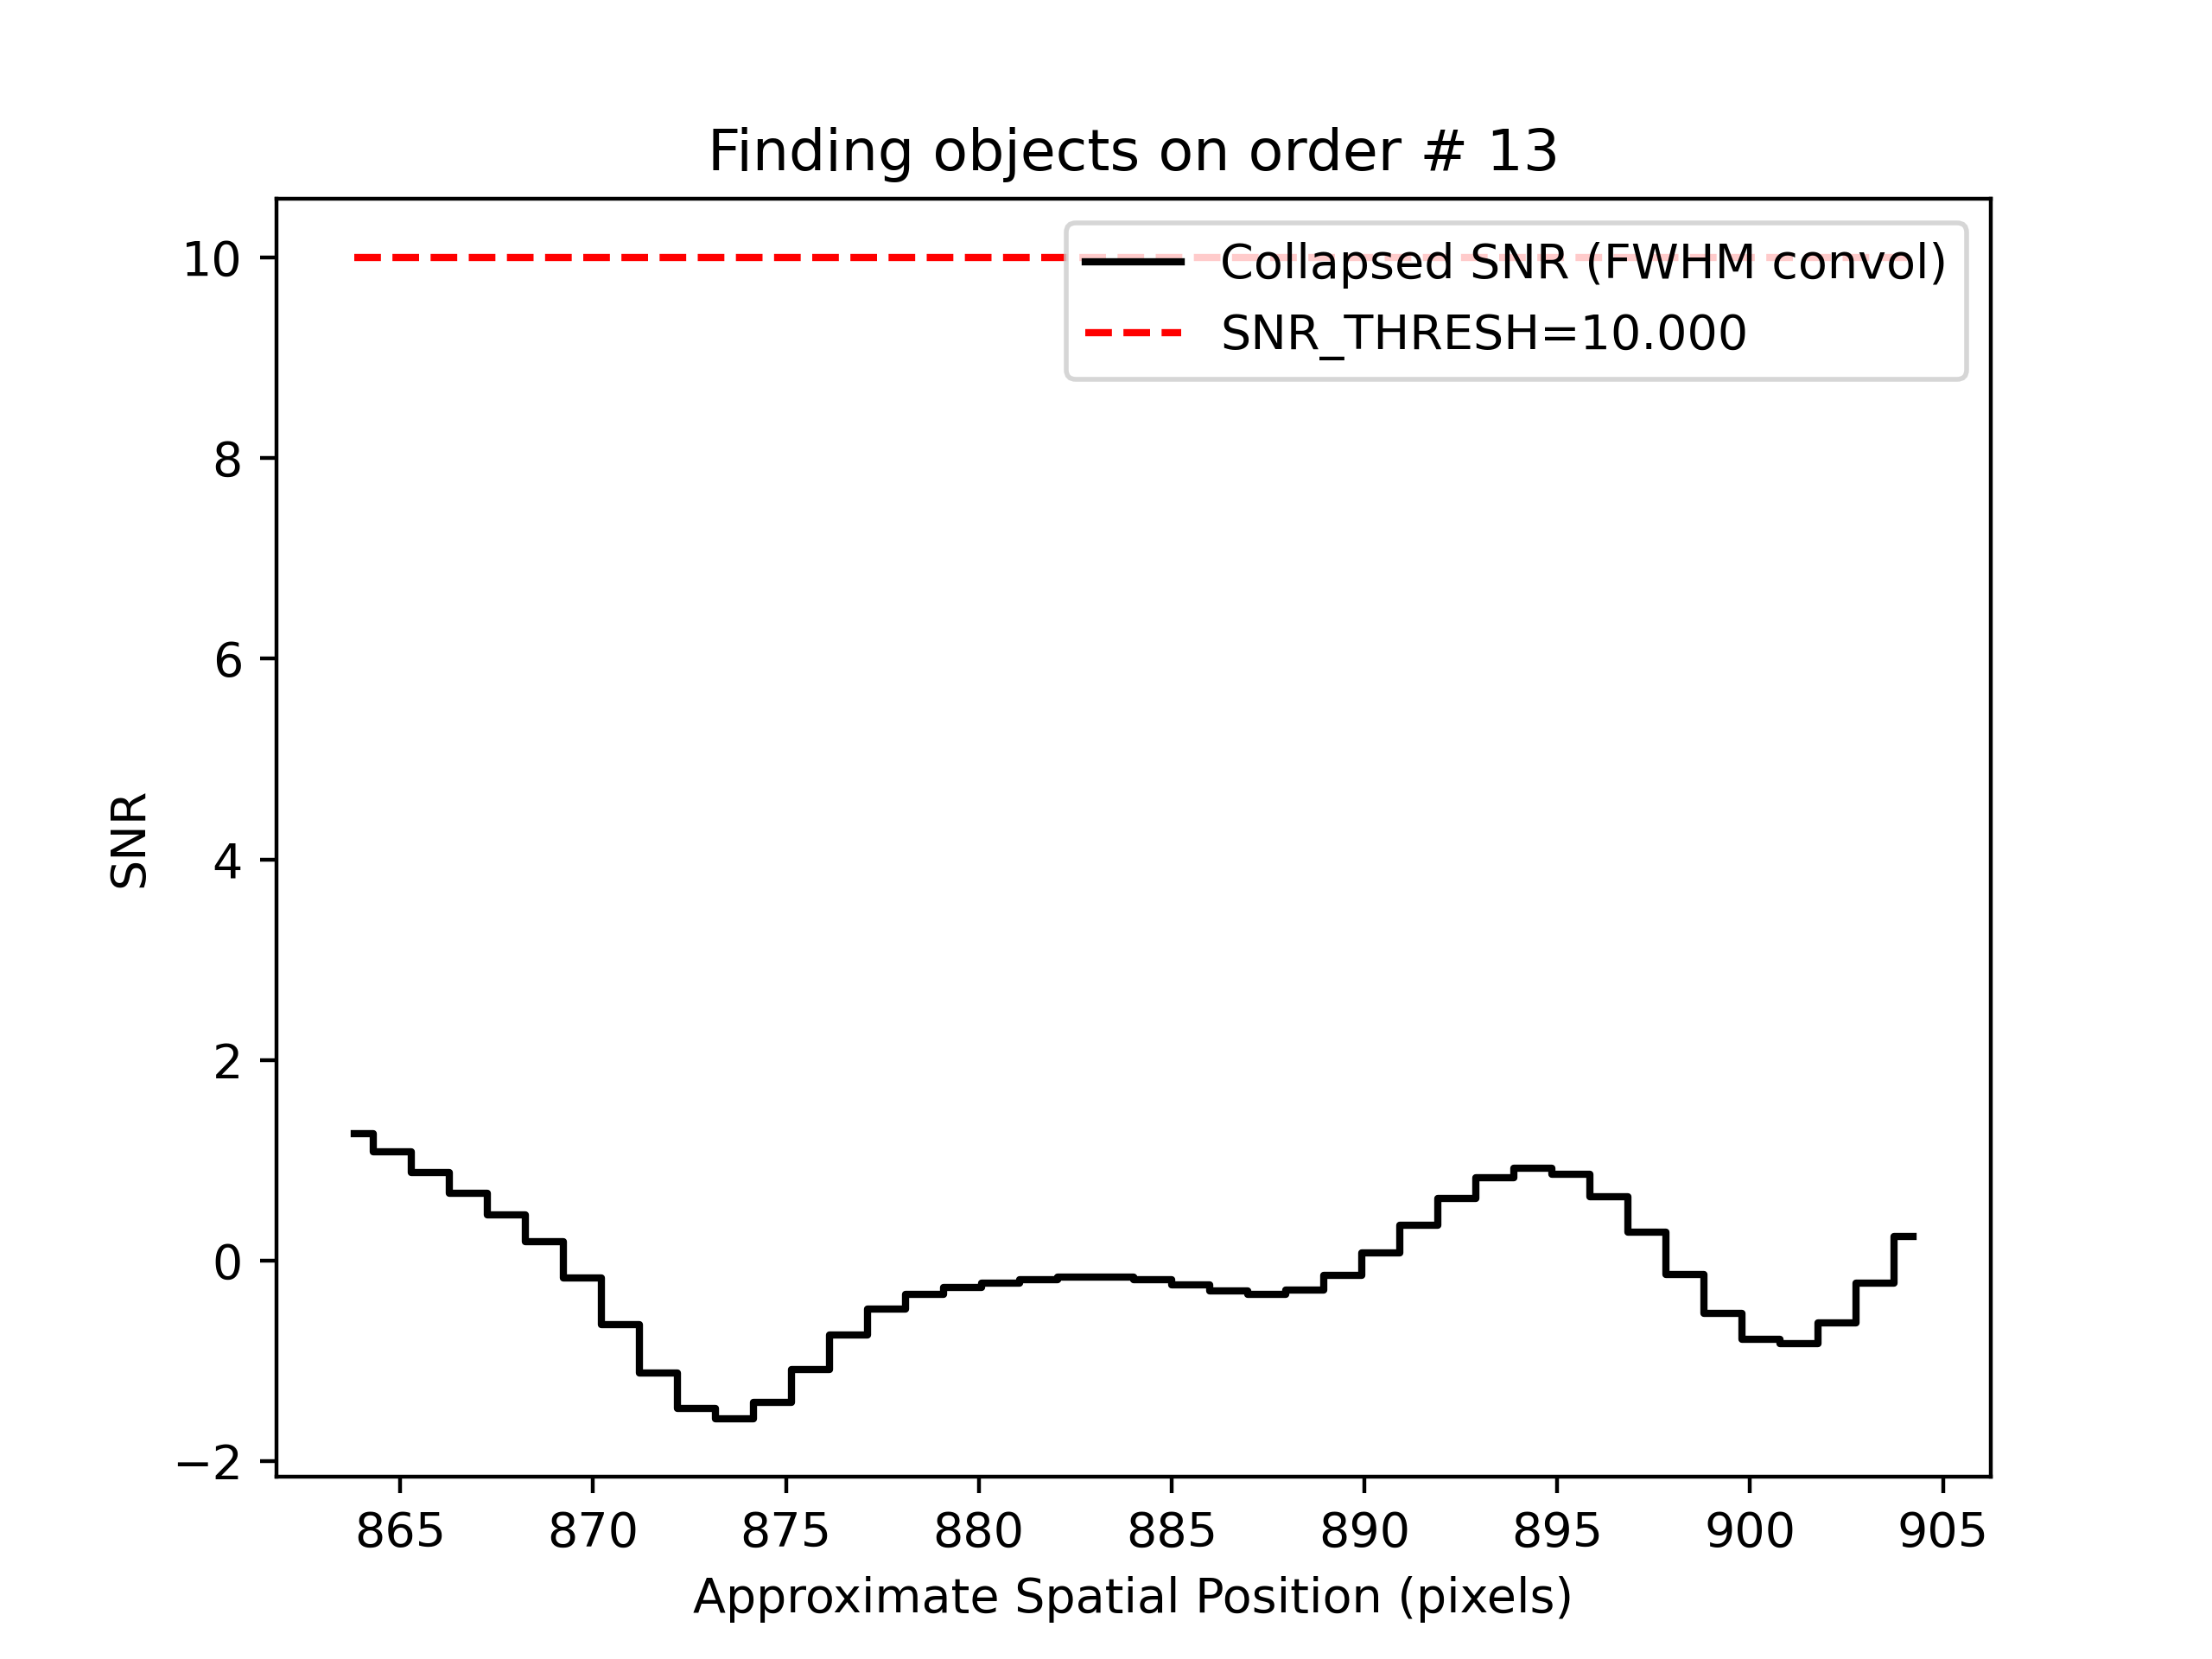 Finding objects on order # 13
Collapsed SNR (FWHM convol)
SNR_THRESH=10.000
10
8
6
4
2
0
−2
SNR
865 870 875 880 885 890 895 900 905
Approximate Spatial Position (pixels)